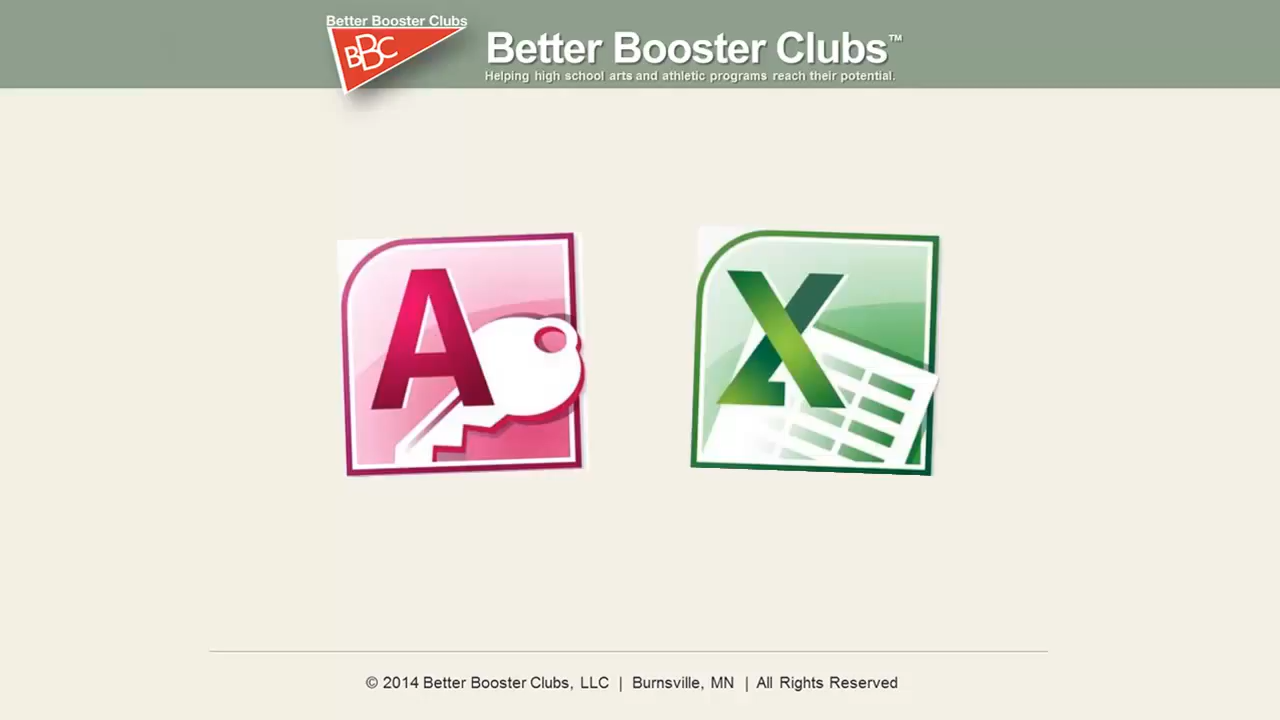 Better Booster Clubs
BBC
Better Booster Clubs™
Helping high school arts and athletic programs reach their potential.
A
X
© 2014 Better Booster Clubs, LLC | Burnsville, MN | All Rights Reserved